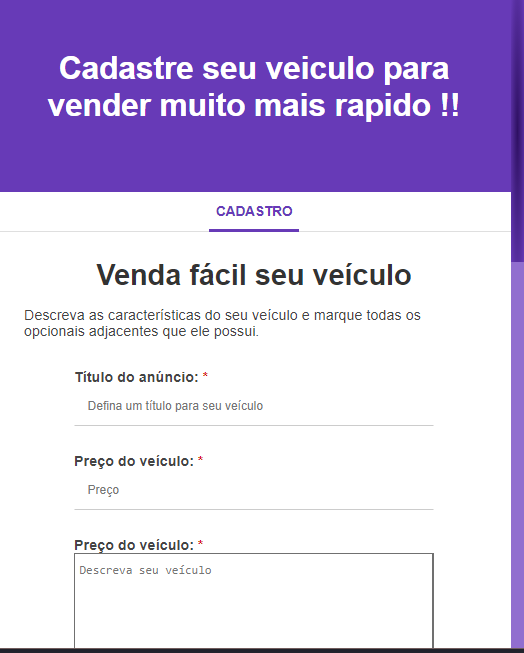 Cadastre seu veiculo para
vender muito mais rapido !!
CADASTRO
Venda fácil seu veículo
Descreva as características do seu veículo e marque todas os
opcionais adjacentes que ele possui.
Título do anúncio: *
Defina um título para seu veículo
Preço do veículo: *
Preço
Preço do veículo: *
Descreva seu veículo